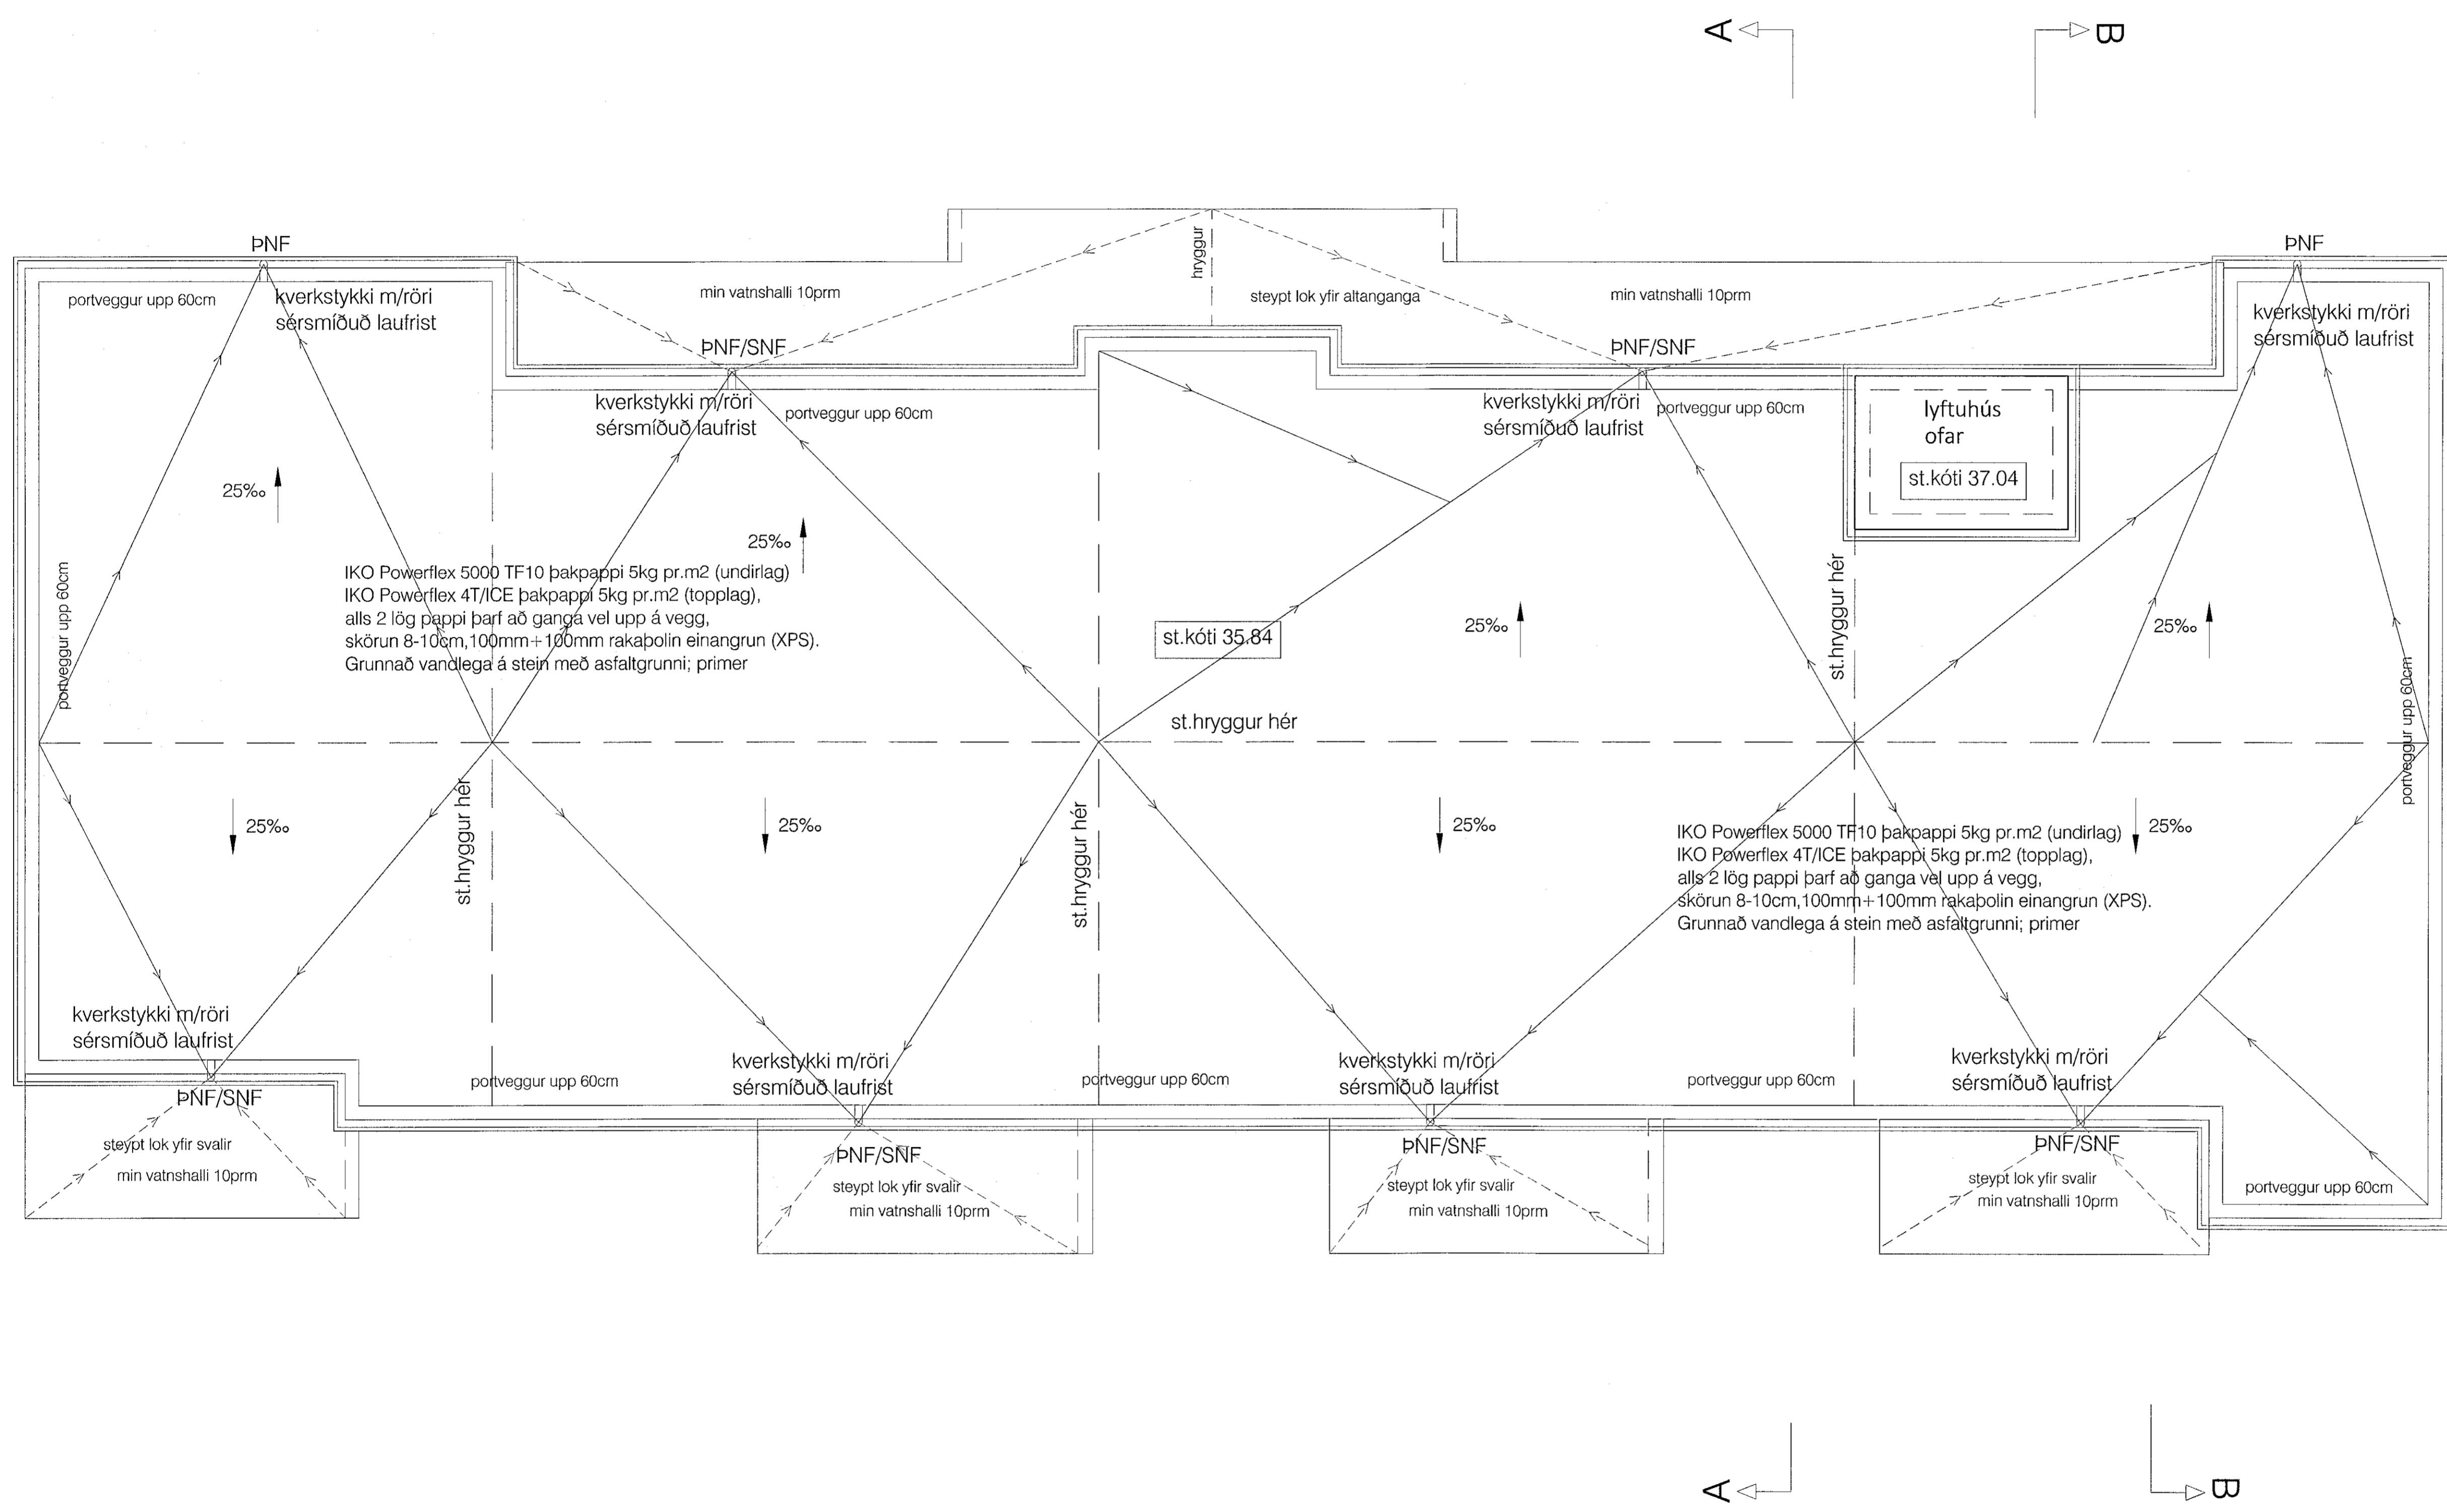 A
B
ÞNF
ÞNF
portveggur upp 60cm
kverkstykki m/röri
sérsmíðuð laufrist
min vatnshalli 10prm
hryggur
steypt lok yfir altanganga
min vatnshalli 10prm
kverkstykki m/röri
sérsmíðuð laufrist
ÞNF/SNF
ÞNF/SNF
kverkstykki m/röri
sérsmíðuð laufrist
portveggur upp 60cm
kverkstykki m/röri
sérsmíðuð laufrist
portveggur upp 60cm
lyftuhús
ofar
st.kóti 37.04
25‰
25‰
portveggur upp 60cm
IKO Powerflex 5000 TF10 þakpappi 5kg pr.m2 (undirlag)
IKO Powerflex 4T/ICE þakpappi 5kg pr.m2 (topplag),
alls 2 lög pappi þarf að ganga vel upp á vegg,
skörun 8-10cm,100mm+100mm rakaþolin einangrun (XPS).
Grunnað vandlega á stein með asfaltgrunni; primer
st.kóti 35.84
25‰
st.hryggur hér
25‰
portveggur upp 60cm
st.hryggur hér
25‰
st.hryggur hér
25‰
st.hryggur hér
25‰
25‰
IKO Powerflex 5000 TF10 þakpappi 5kg pr.m2 (undirlag)
IKO Powerflex 4T/ICE þakpappi 5kg pr.m2 (topplag),
alls 2 lög pappi þarf að ganga vel upp á vegg,
skörun 8-10cm,100mm+100mm rakaþolin einangrun (XPS).
Grunnað vandlega á stein með asfaltgrunni; primer
kverkstykki m/röri
sérsmíðuð laufrist
portveggur upp 60cm
kverkstykki m/röri
sérsmíðuð laufrist
portveggur upp 60cm
kverkstykki m/röri
sérsmíðuð laufrist
portveggur upp 60cm
kverkstykki m/röri
sérsmíðuð laufrist
ÞNF/SNF
steypt lok yfir svalir
min vatnshalli 10prm
ÞNF/SNF
steypt lok yfir svalir
min vatnshalli 10prm
ÞNF/SNF
steypt lok yfir svalir
min vatnshalli 10prm
ÞNF/SNF
steypt lok yfir svalir
min vatnshalli 10prm
portveggur upp 60cm
A
B